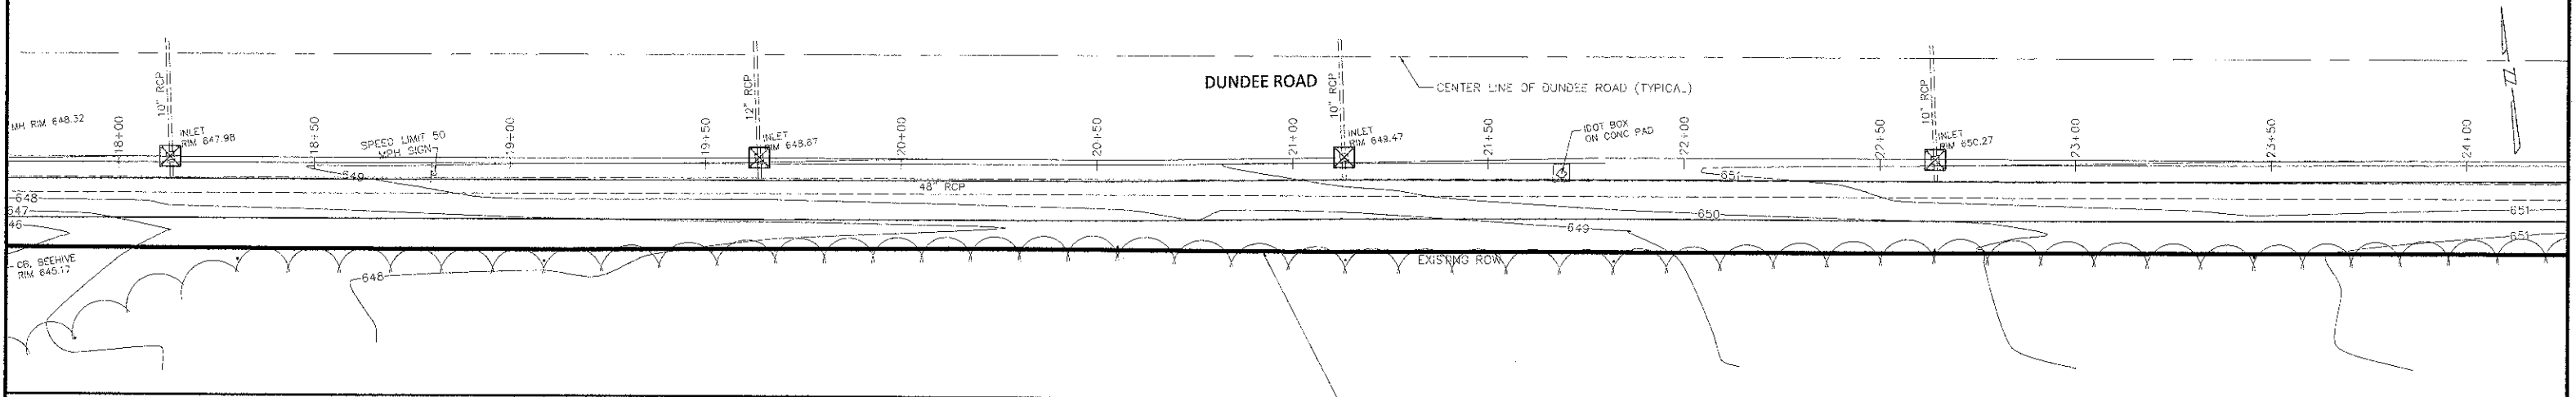 DUNDEE ROAD
CENTER LINE OF DUNDEE ROAD (TYPICAL)
10" RCP
12" RCP
10" RCP
10" RCP
MH RIM 648.32
18+00
INLET
RIM 647.98
18+50
SPEED LIMIT 50
MPH SIGN
19+00
19+50
INLET
RIM 648.67
20+00
20+50
21+00
INLET
RIM 649.47
21+50
IDOT BOX
ON CONC PAD
22+00
22+50
INLET
RIM 650.27
23+00
23+50
24+00
649
48" RCP
651
648
647
46
650
651
649
651
CB, BEEHIVE
RIM 645.17
648
EXISTING ROW
Z